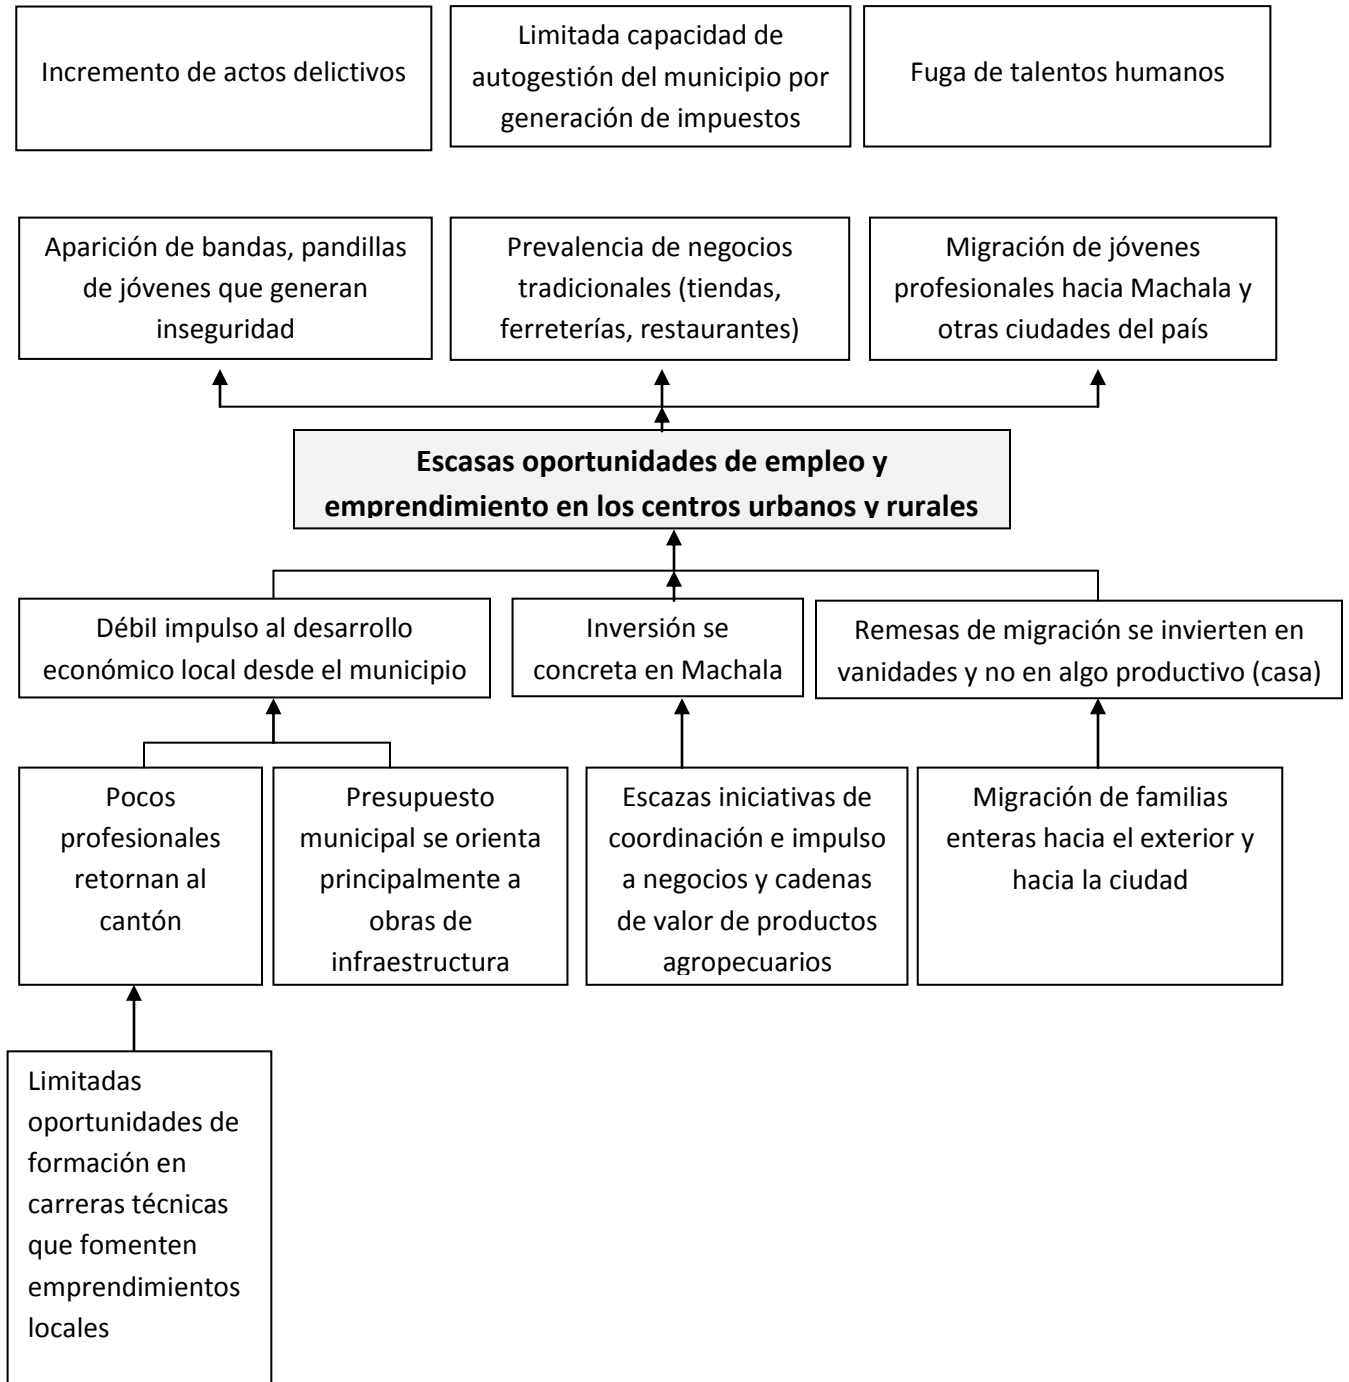 Incremento de actos delictivos
Limitada capacidad de
autogestión del municipio por
generación de impuestos
Fuga de talentos humanos
Aparición de bandas, pandillas
de jóvenes que generan
inseguridad
Prevalencia de negocios
tradicionales (tiendas,
ferreterías, restaurantes)
Migración de jóvenes
profesionales hacia Machala y
otras ciudades del país
Escasas oportunidades de empleo y
emprendimiento en los centros urbanos y rurales
Débil impulso al desarrollo
económico local desde el municipio
Inversión se
concreta en Machala
Remesas de migración se invierten en
vanidades y no en algo productivo (casa)
Pocos
profesionales
retornan al
cantón
Presupuesto
municipal se orienta
principalmente a
obras de
infraestructura
Escazas iniciativas de
coordinación e impulso
a negocios y cadenas
de valor de productos
agropecuarios
Migración de familias
enteras hacia el exterior y
hacia la ciudad
Limitadas
oportunidades de
formación en
carreras técnicas
que fomenten
emprendimientos
locales